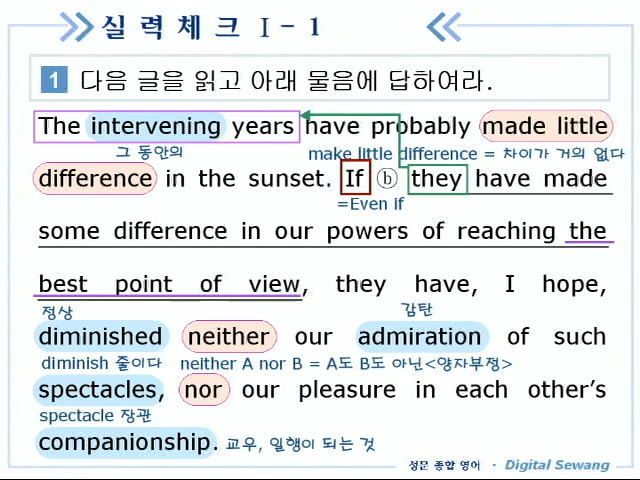 실 력 체 크 Ⅰ - 1
1 다음 글을 읽고 아래 물음에 답하여라.
The intervening years have probably made little
그 동안의 make little difference = 차이가 거의 없다
difference in the sunset. If ⓑ they have made
=Even if
some difference in our powers of reaching the
best point of view, they have, I hope,
정상 감탄
diminished neither our admiration of such
diminish 줄이다 neither A nor B = A도 B도 아닌<양자부정>
spectacles, nor our pleasure in each other's
spectacle 장관
companionship. 교우, 일행이 되는 것
성문 종합 영어 · Digital Sewang